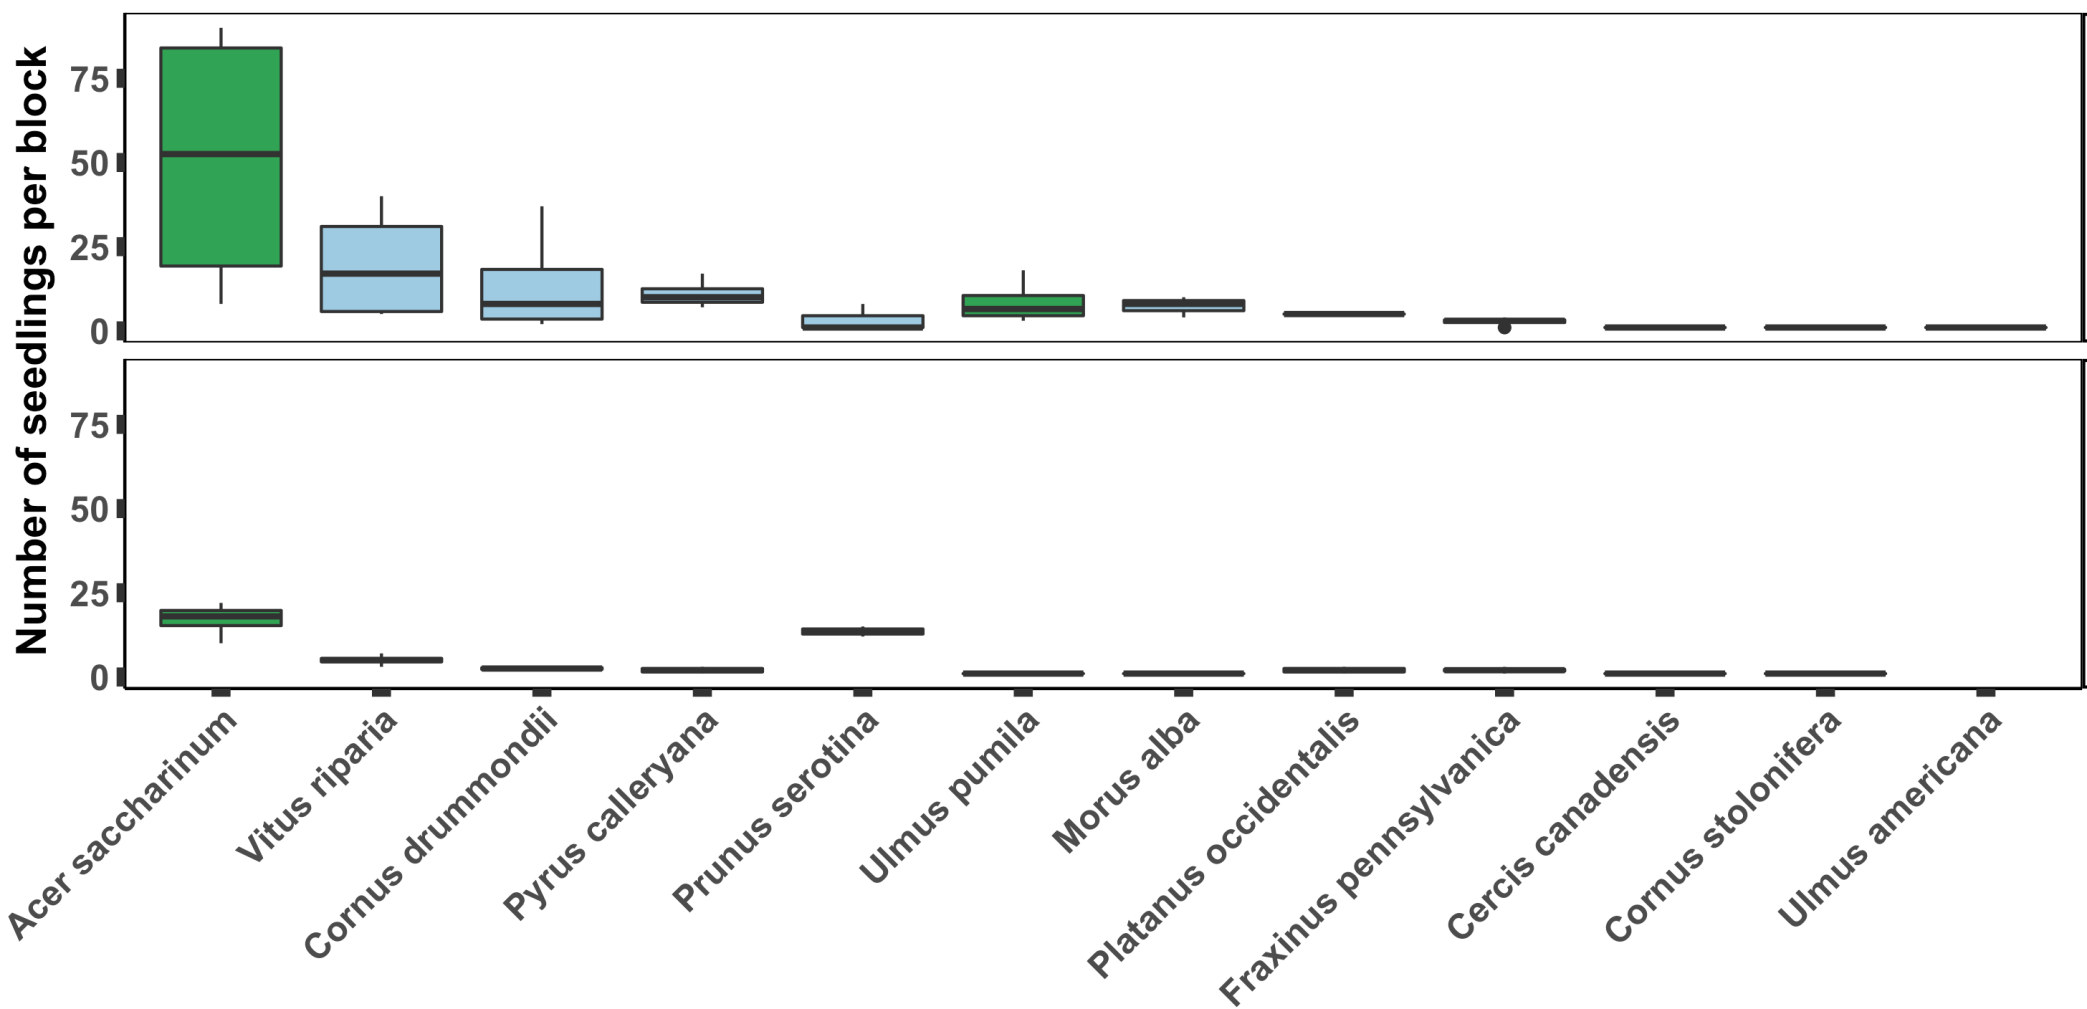 Number of seedlings per block
75
50
25
0
75
50
25
0
Acer saccharinum
Vitus riparia
Cornus drummondii
Pyrus calleryana
Prunus serotina
Ulmus pumila
Morus alba
Platanus occidentalis
Fraxinus pennsylvanica
Cercis canadensis
Cornus stolonifera
Ulmus americana